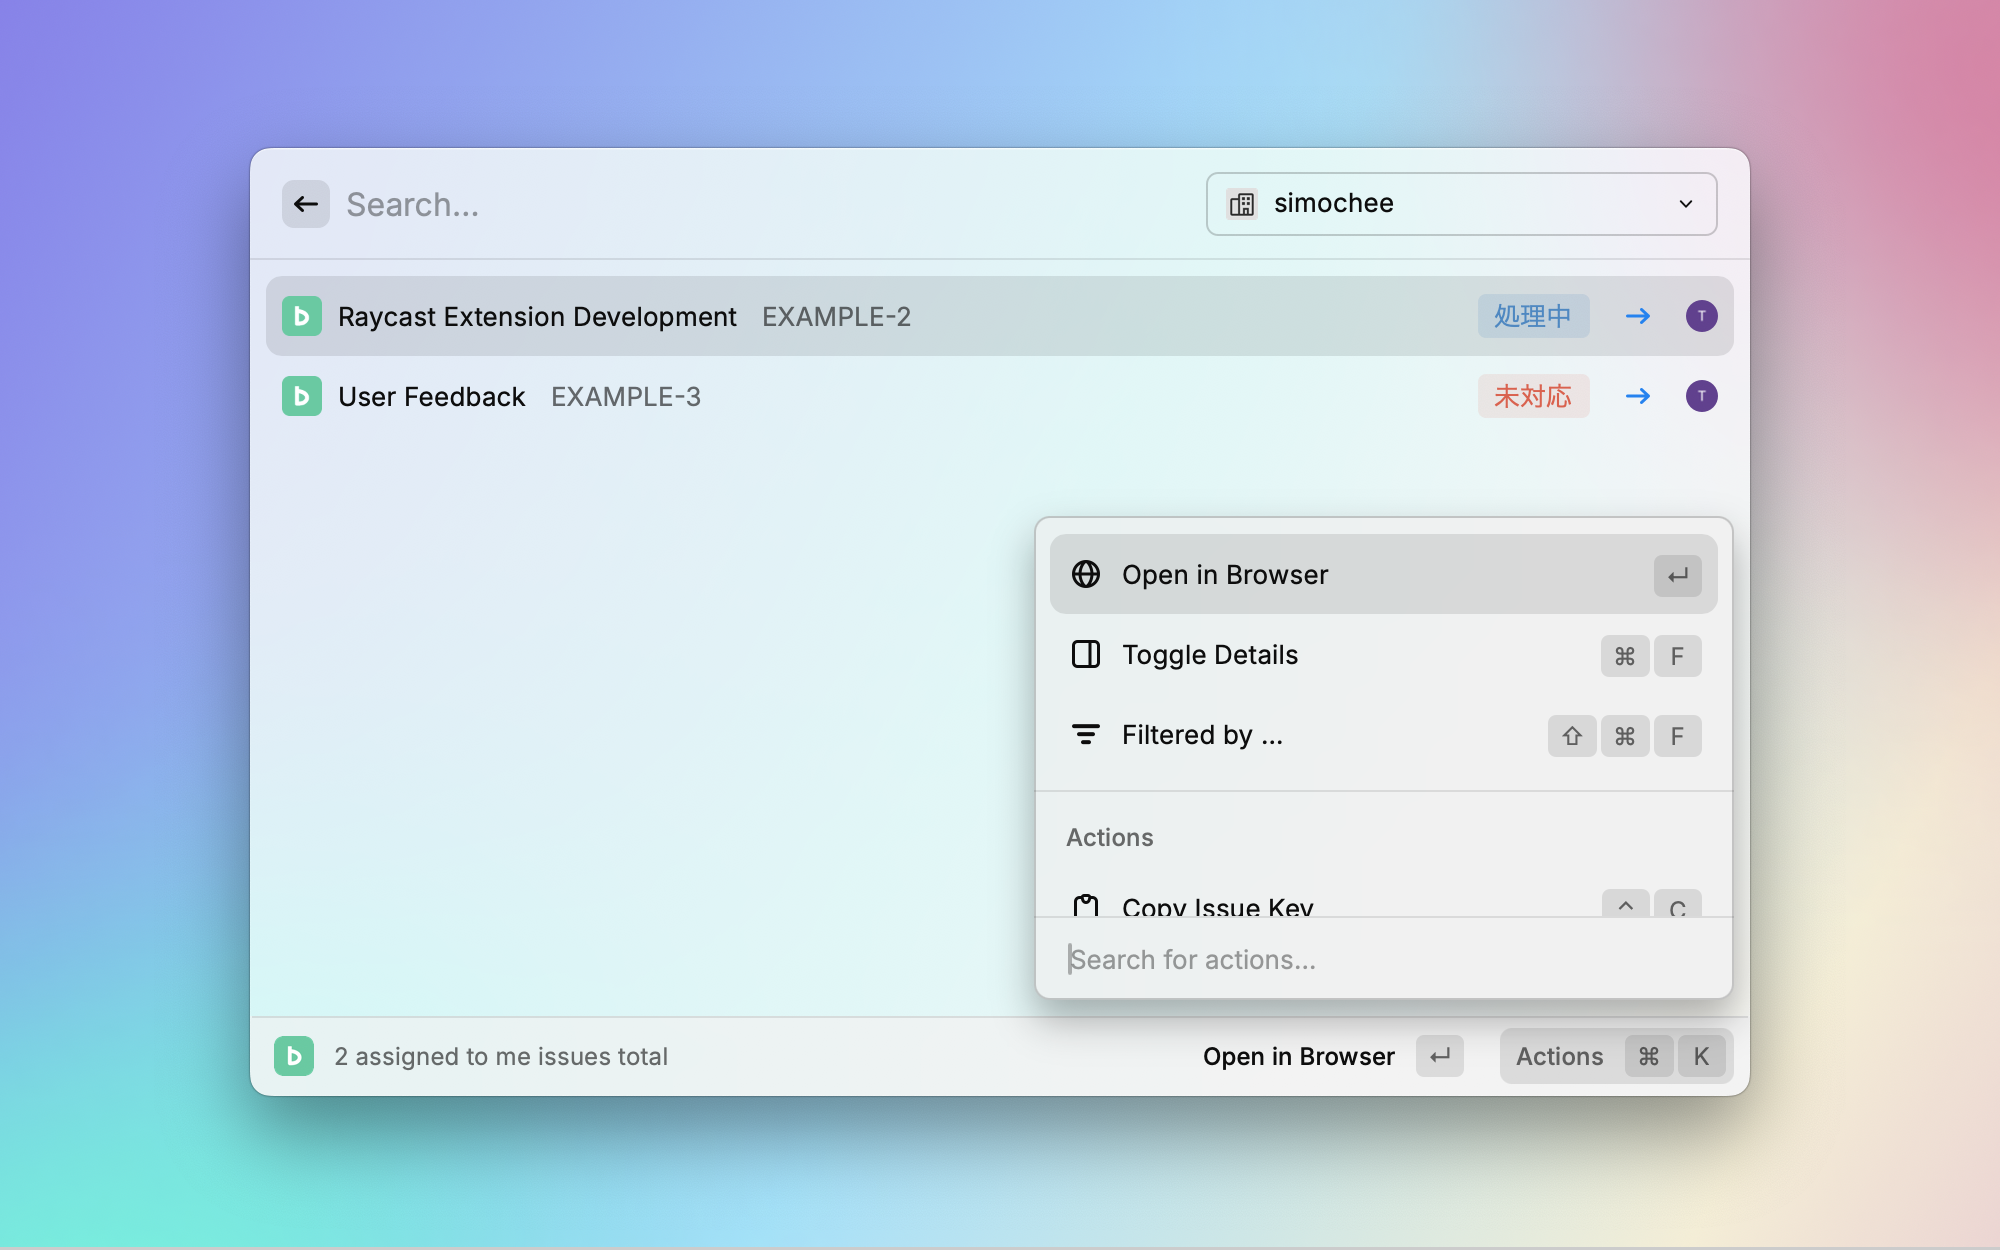 Search...
simochee
Raycast Extension Development EXAMPLE-2 処理中 T
User Feedback EXAMPLE-3 未対応 T
Open in Browser
Toggle Details ⌘ F
Filtered by ... ⇧ ⌘ F
Actions
Copy Issue Key ^ C
Search for actions...
2 assigned to me issues total
Open in Browser
Actions ⌘ K